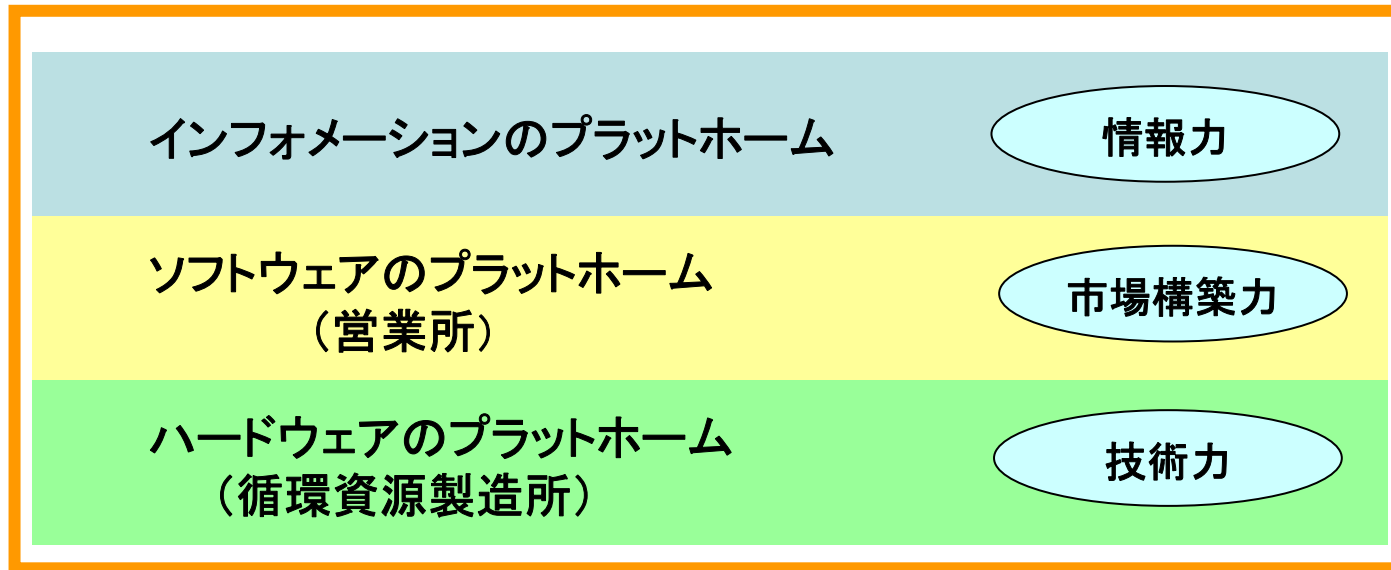 インフォメーションのプラットホーム
情報力
ソフトウェアのプラットホーム
（営業所）
市場構築力
ハードウェアのプラットホーム
（循環資源製造所）
技術力